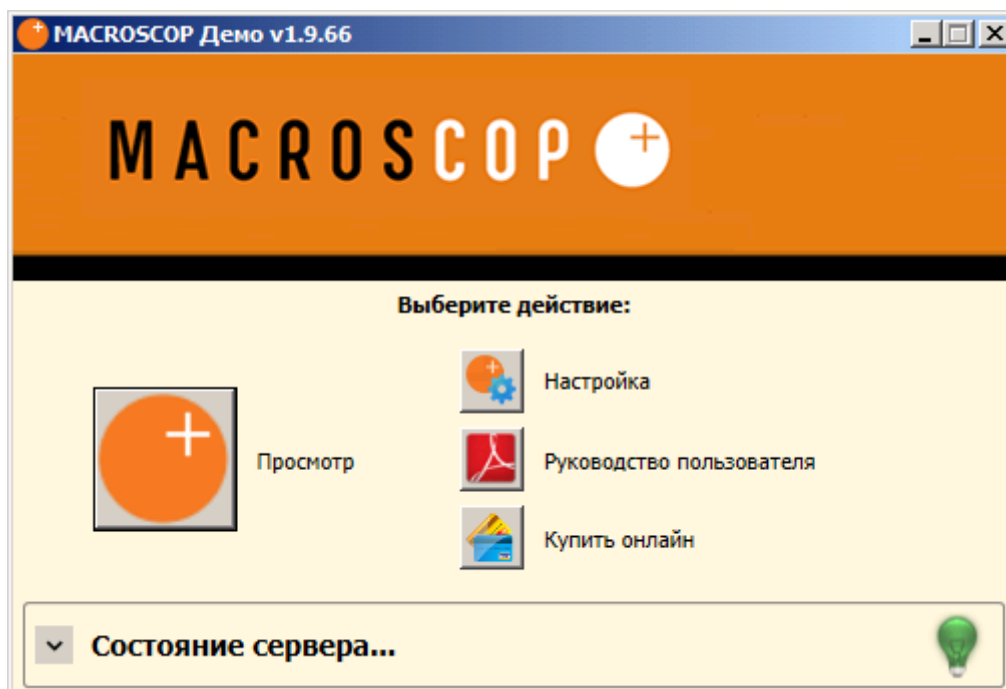 MACROSCOP Демо v1.9.66
MACROSCOP
Выберите действие:
Настройка
Просмотр
Руководство пользователя
Купить онлайн
Состояние сервера...